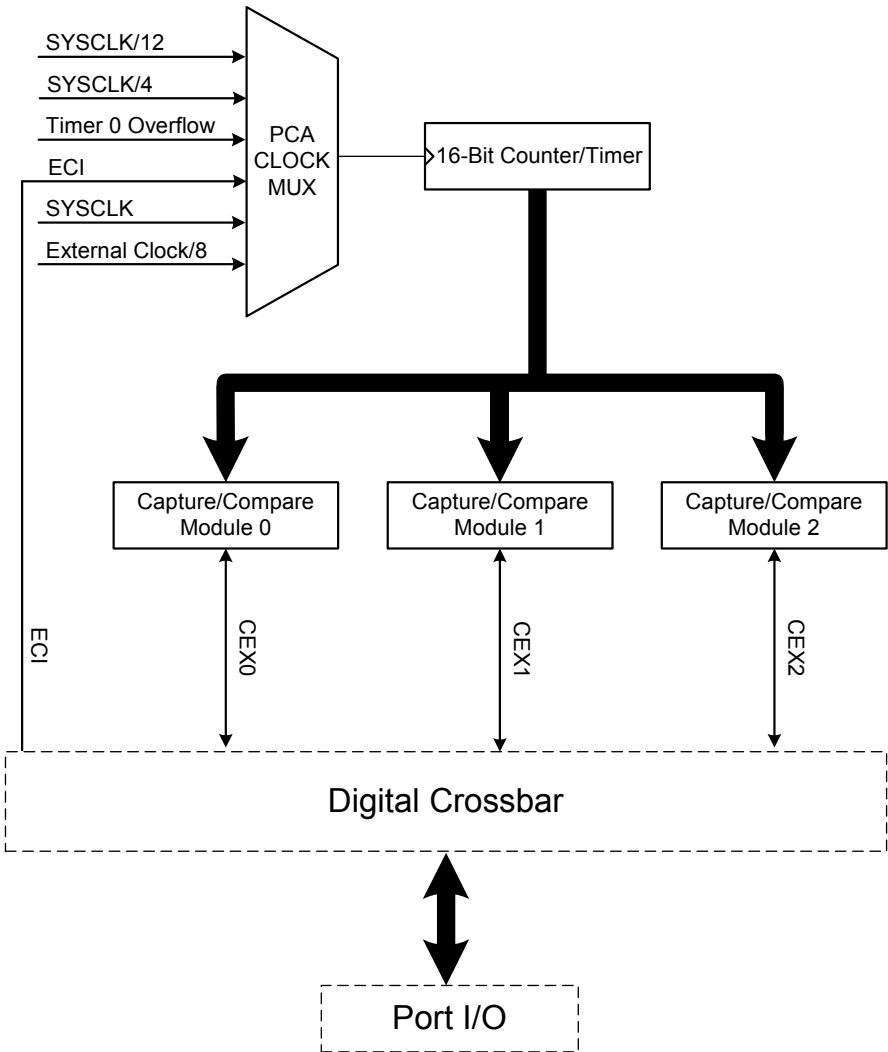 SYSCLK/12
SYSCLK/4
Timer 0 Overflow
ECI
SYSCLK
External Clock/8
PCA
CLOCK
MUX
16-Bit Counter/Timer
Capture/Compare
Module 0
Capture/Compare
Module 1
Capture/Compare
Module 2
ECI
CEX0
CEX1
CEX2
Digital Crossbar
Port I/O